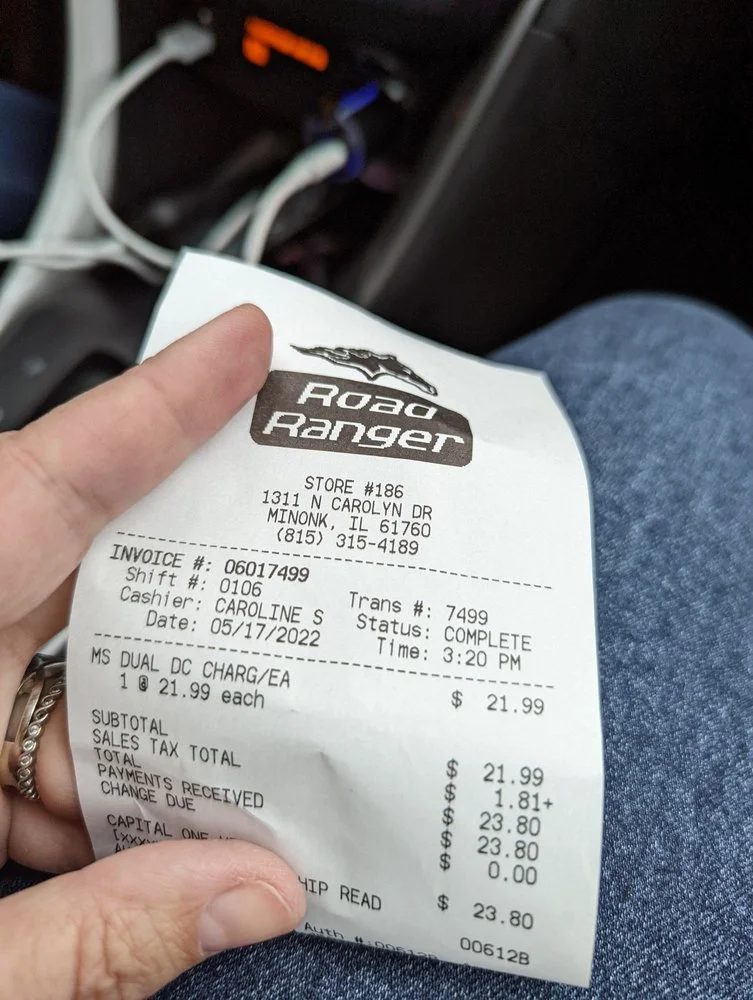 Road
Ranger
STORE #186
1311 N CAROLYN DR
MINONK, IL 61760
(815) 315-4189
INVOICE #: 06017499
Shift #: 0106 Trans #: 7499
Cashier: CAROLINE S Status: COMPLETE
Date: 05/17/2022 Time: 3:20 PM
MS DUAL DC CHARG/EA $ 21.99
1 @ 21.99 each
SUBTOTAL $ 21.99
SALES TAX TOTAL $ 1.81+
TOTAL $ 23.80
PAYMENTS RECEIVED $ 23.80
CHANGE DUE $ 0.00
CAPITAL ONE $ 23.80
READ
Auth #:00612B 00612B